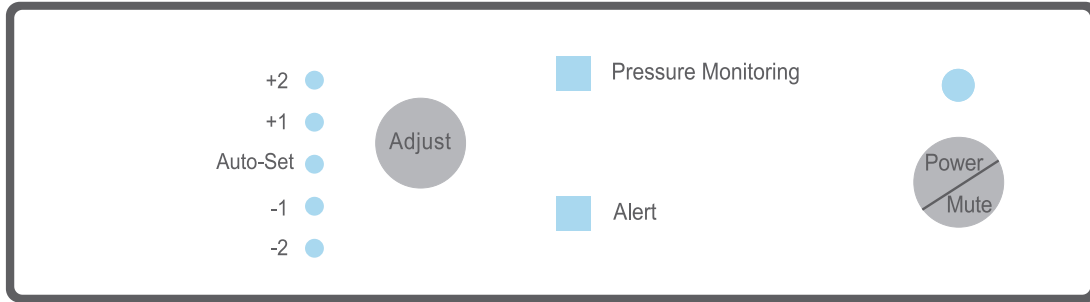 +2
+1
Auto-Set
-1
-2
Adjust
Pressure Monitoring
Alert
Power
Mute